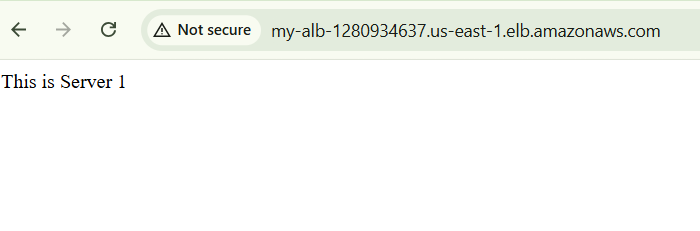 Not secure my-alb-1280934637.us-east-1.elb.amazonaws.com
This is Server 1